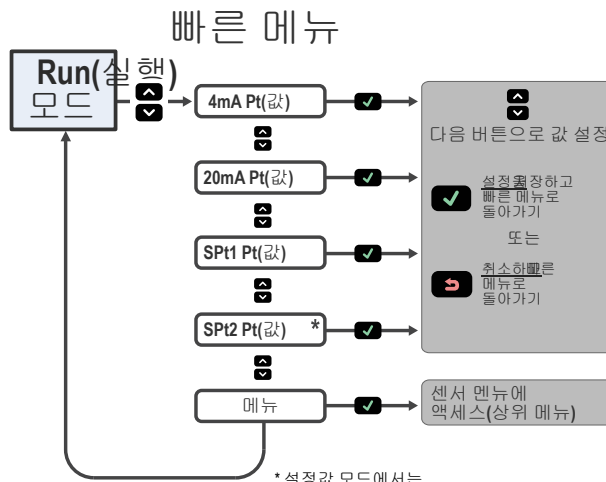 빠른 메뉴
Run(실행)
모드
4mA Pt(값)
20mA Pt(값)
SPt1 Pt(값)
SPt2 Pt(값) *
메뉴
다음 버튼으로 값 설정
설정을저장하고
빠른 메뉴로
돌아가기
또는
취소하고빠른
메뉴로
돌아가기
센서 멘뉴에
액세스(상위 메뉴)
* 설정값 모드에서는